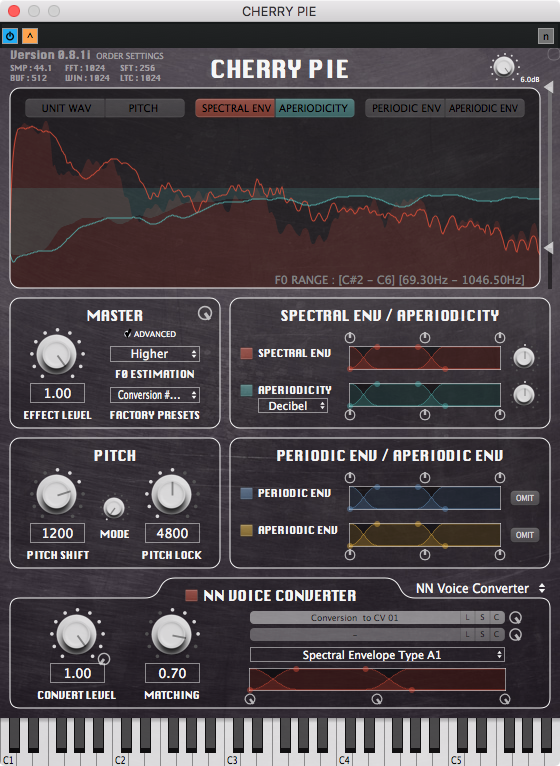 CHERRY PIE
n
Version 0.8.1i ORDER SETTINGS
SMP : 44.1 FFT : 1024 SFT : 256
BUF : 512 WIN : 1024 LTC : 1024
CHERRY PIE
6.0dB
UNIT WAV PITCH SPECTRAL ENV APERIODICITY PERIODIC ENV APERIODIC ENV
F0 RANGE : [C#2 – C6] [69.30Hz – 1046.50Hz]
MASTER
ADVANCED
Higher
F0 ESTIMATION
1.00
Conversion #...
EFFECT LEVEL
FACTORY PRESETS
SPECTRAL ENV / APERIODICITY
SPECTRAL ENV
APERIODICITY
Decibel
PITCH
1200
MODE
4800
PITCH SHIFT
PITCH LOCK
PERIODIC ENV / APERIODIC ENV
PERIODIC ENV
OMIT
APERIODIC ENV
OMIT
NN Voice Converter
NN VOICE CONVERTER
Conversion to CV 01 L S C
– L S C
Spectral Envelope Type A1
1.00
0.70
CONVERT LEVEL
MATCHING
C1 C2 C3 C4 C5